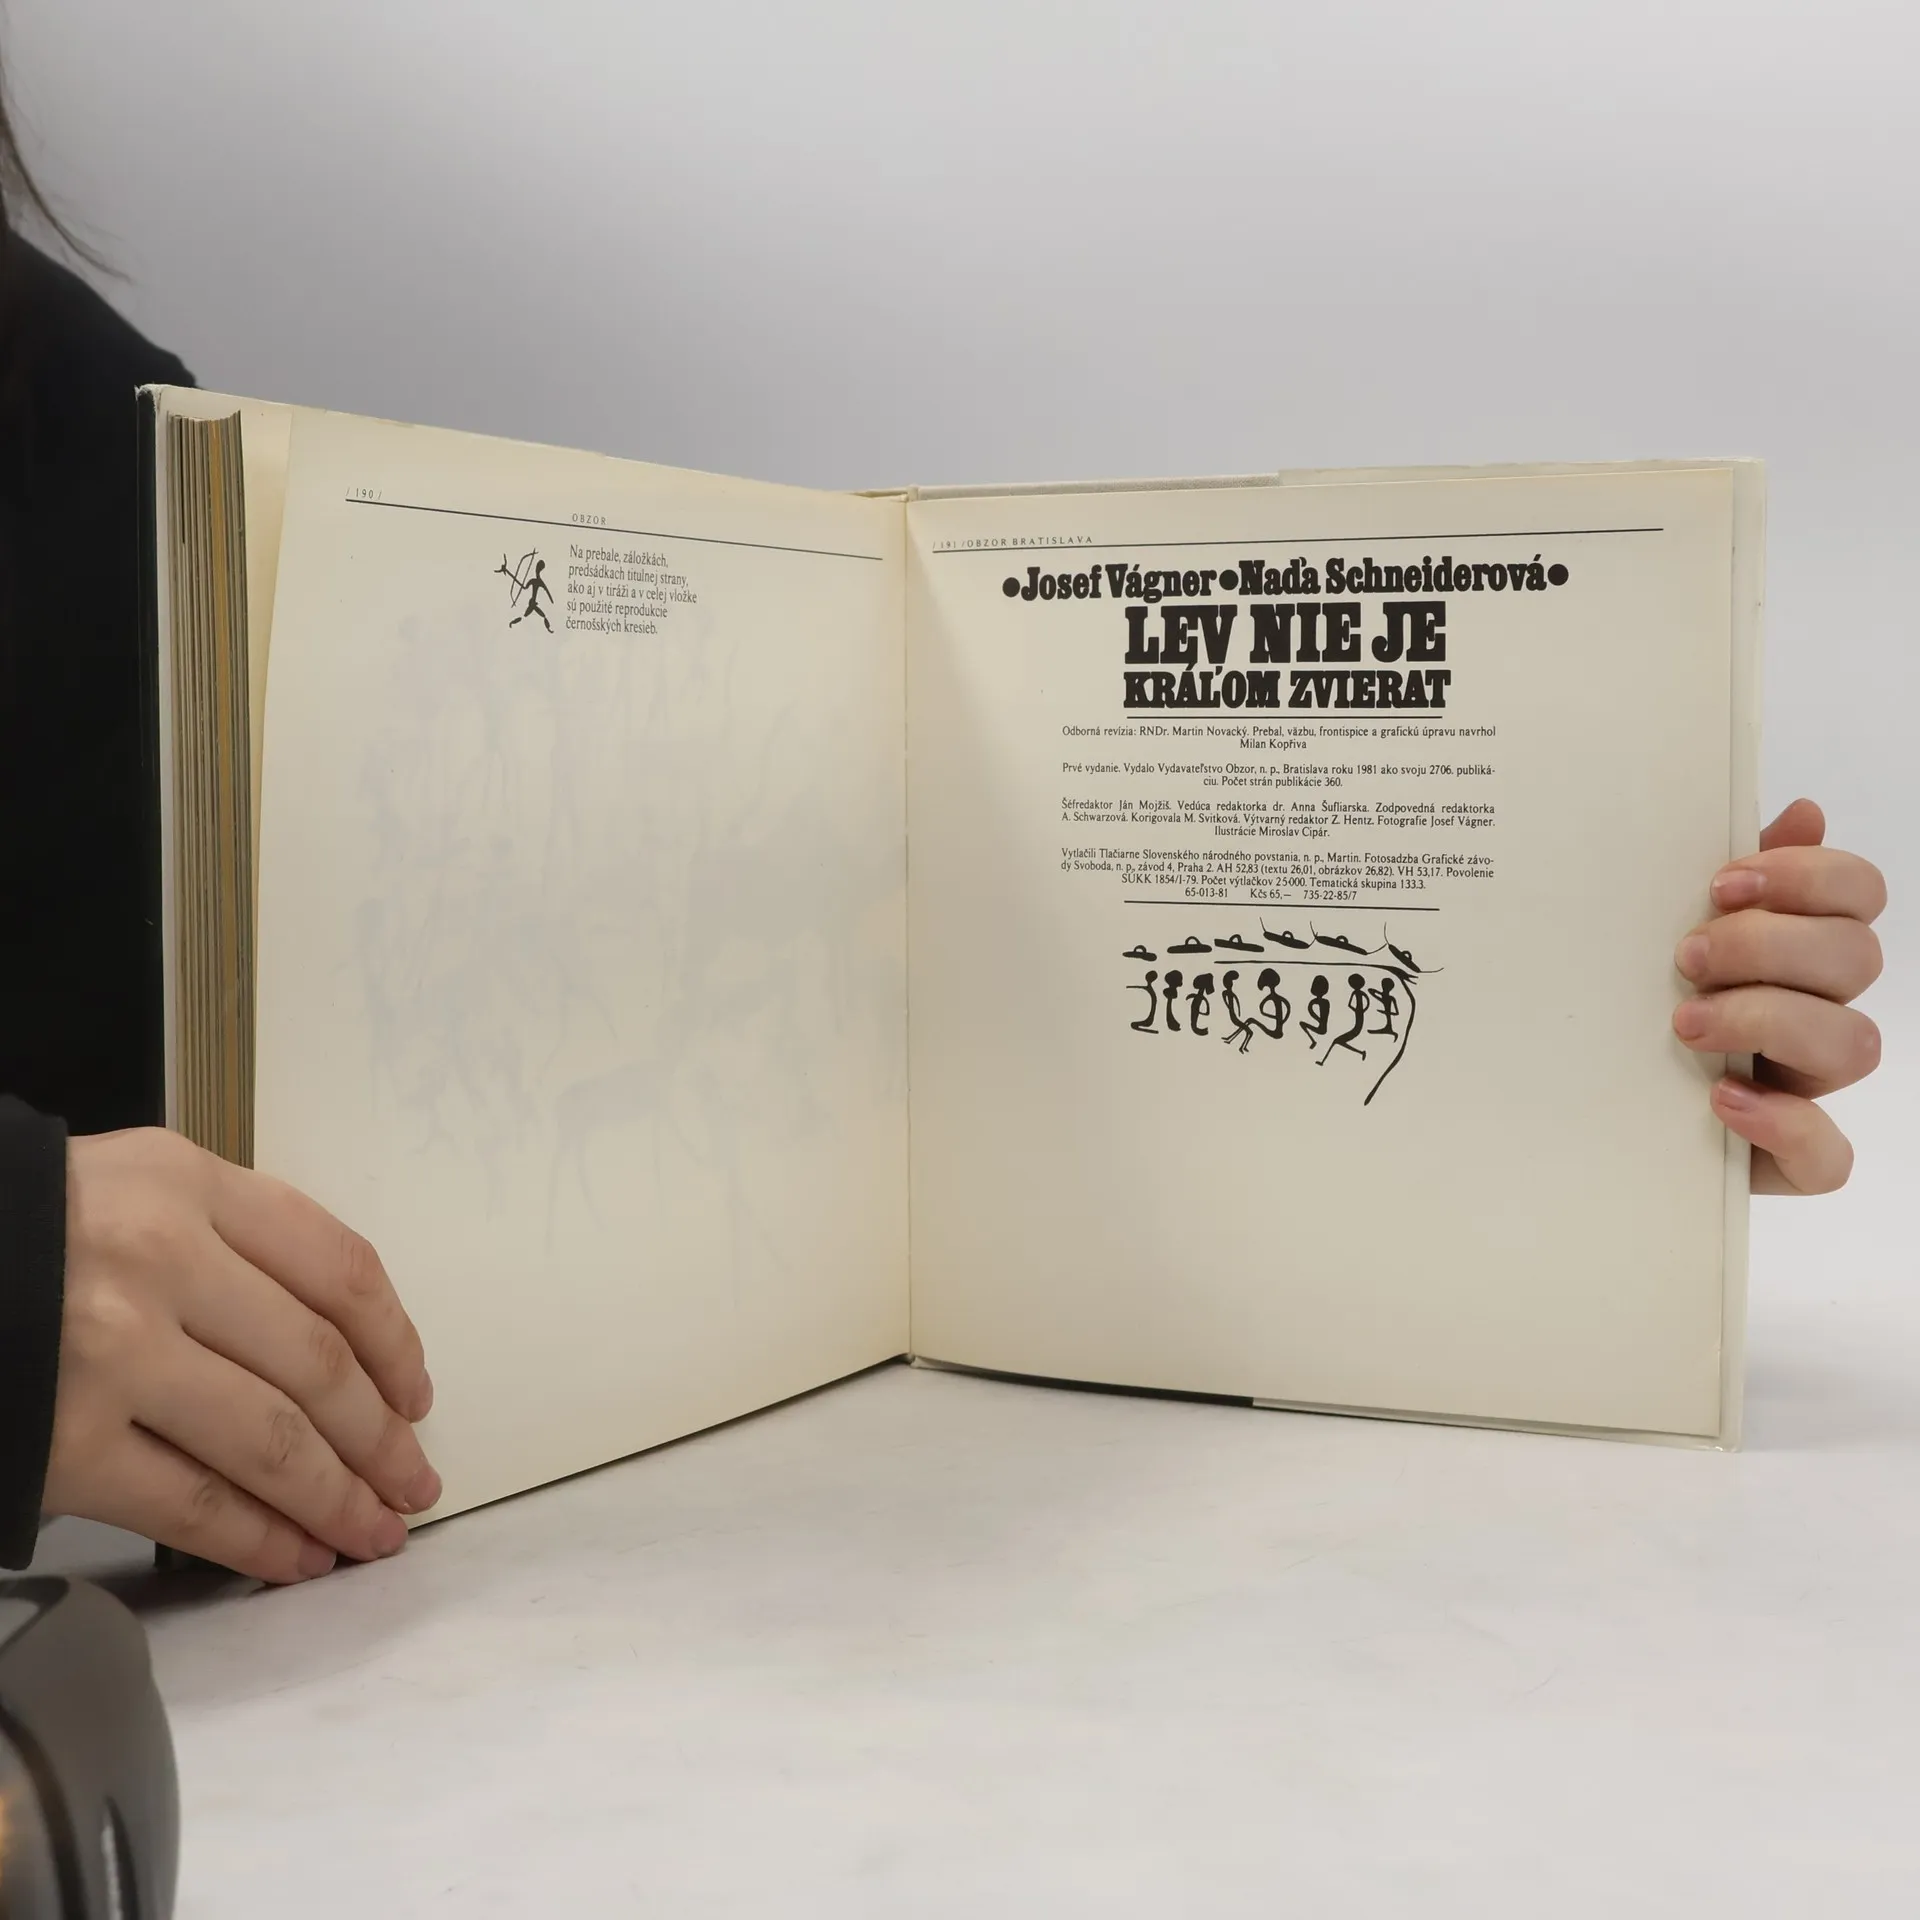 / 190 /
OBZOR
Na prebale, záložkách,
predsádkach titulnej strany,
ako aj v tiráži a v celej vložke
sú použité reprodukcie
černošských kresieb.
/ 191 / OBZOR BRATISLAVA
●Josef Vágner●Naďa Schneiderová●
LEV NIE JE
KRÁĽOM ZVIERAT
Odborná revízia: RNDr. Martin Novacký. Prebal, väzbu, frontispice a grafickú úpravu navrhol
Milan Kopřiva
Prvé vydanie. Vydalo Vydavateľstvo Obzor, n. p., Bratislava roku 1981 ako svoju 2706. publiká-
ciu. Počet strán publikácie 360.
Šéfredaktor Ján Mojžiš. Vedúca redaktorka dr. Anna Šufliarska. Zodpovedná redaktorka
A. Schwarzová. Korigovala M. Svitková. Výtvarný redaktor Z. Hentz. Fotografie Josef Vágner.
Ilustrácie Miroslav Cipár.
Vytlačili Tlačiarne Slovenského národného povstania, n. p., Martin. Fotosadzba Grafické závo-
dy Svoboda, n. p., závod 4, Praha 2. AH 52,83 (textu 26,01, obrázkov 26,82). VH 53,17. Povolenie
SÚKK 1854/I-79. Počet výtlačkov 25000. Tematická skupina 133.3.
65-013-81 Kčs 65,— 735-22-85/7